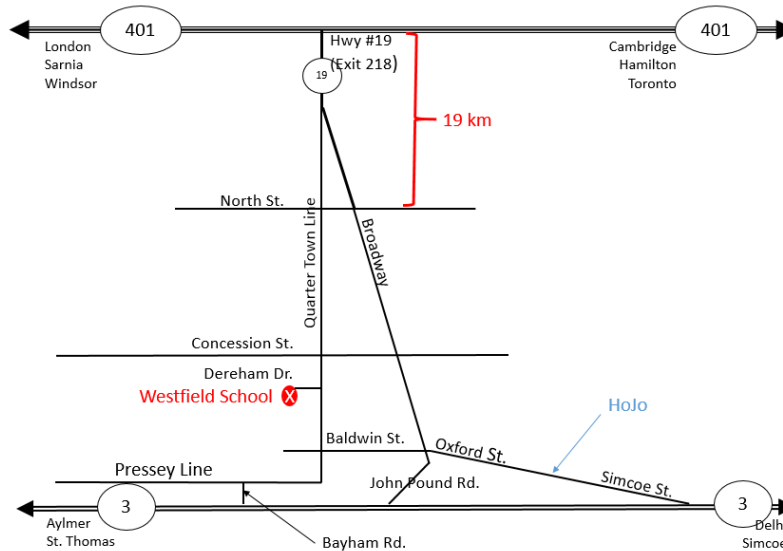 401
401
London
Sarnia
Windsor
Hwy #19
(Exit 218)
Cambridge
Hamilton
Toronto
19
19 km
North St.
Broadway
Quarter Town Line
Concession St.
Dereham Dr.
Westfield School
X
HoJo
Baldwin St.
Oxford St.
Pressey Line
John Pound Rd.
Simcoe St.
3
3
Aylmer
St. Thomas
Bayham Rd.
Delh
Simcoe